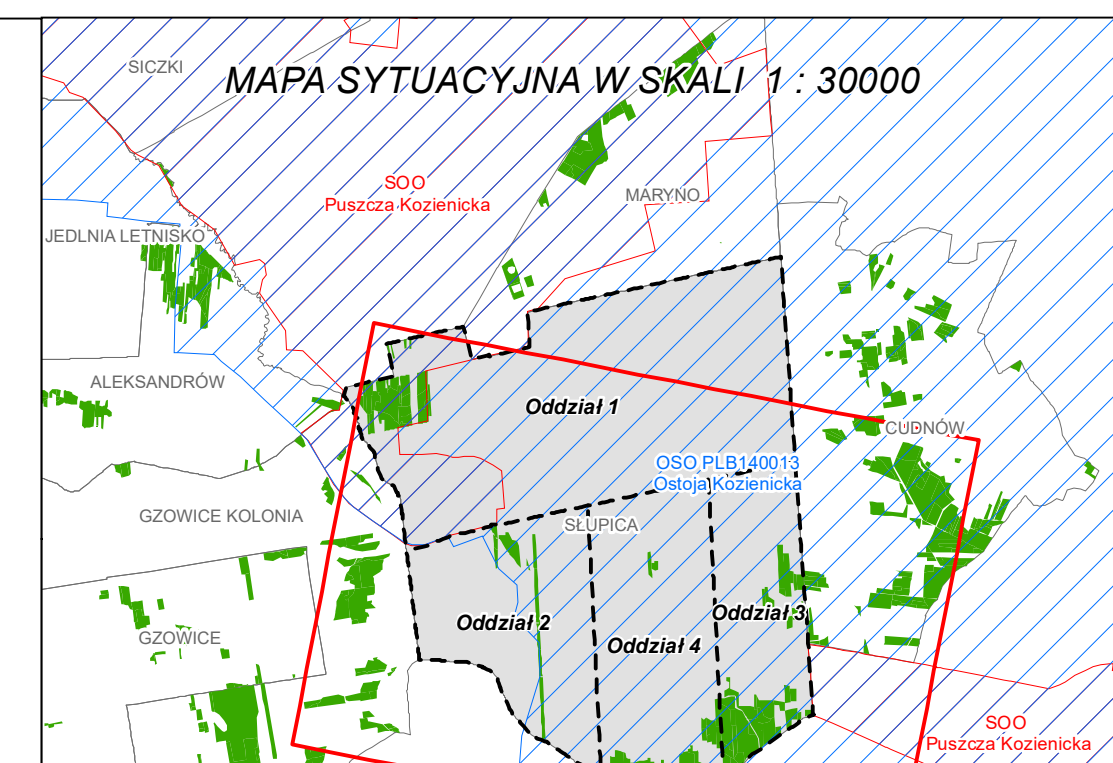 SICZKI
MAPA SYTUACYJNA W SKALI 1 : 30000
SOO
Puszcza Kozienicka
MARYNO
JEDLNIA LETNISKO
ALEKSANDRÓW
Oddział 1
CUDNÓW
OSO PLB140013
Ostoja Kozienicka
GZOWICE KOLONIA
SŁUPICA
Oddział 2
Oddział 3
GZOWICE
Oddział 4
SOO
Puszcza Kozienicka